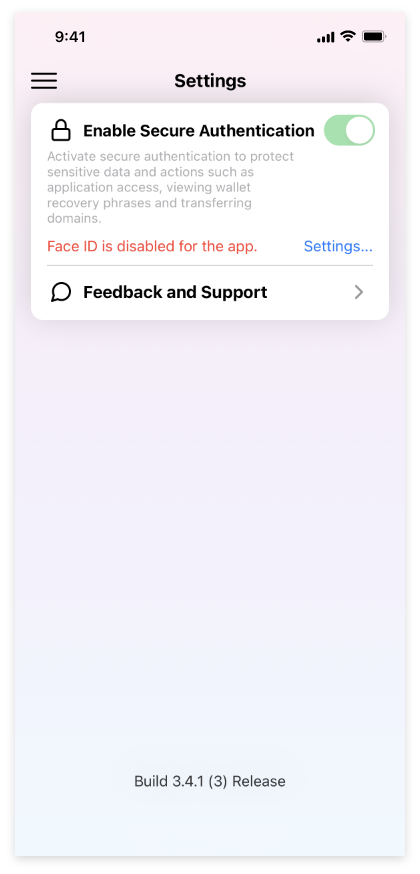 9:41
Settings
Enable Secure Authentication
Activate secure authentication to protect
sensitive data and actions such as
application access, viewing wallet
recovery phrases and transferring
domains.
Face ID is disabled for the app. Settings...
Feedback and Support
Build 3.4.1 (3) Release